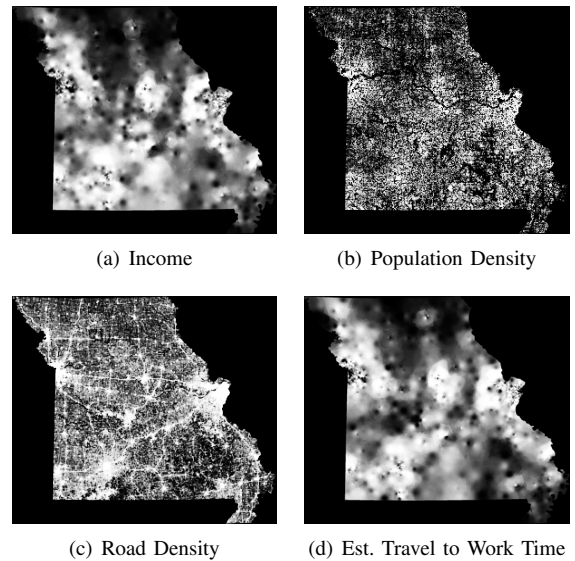 (a) Income
(b) Population Density
(c) Road Density
(d) Est. Travel to Work Time